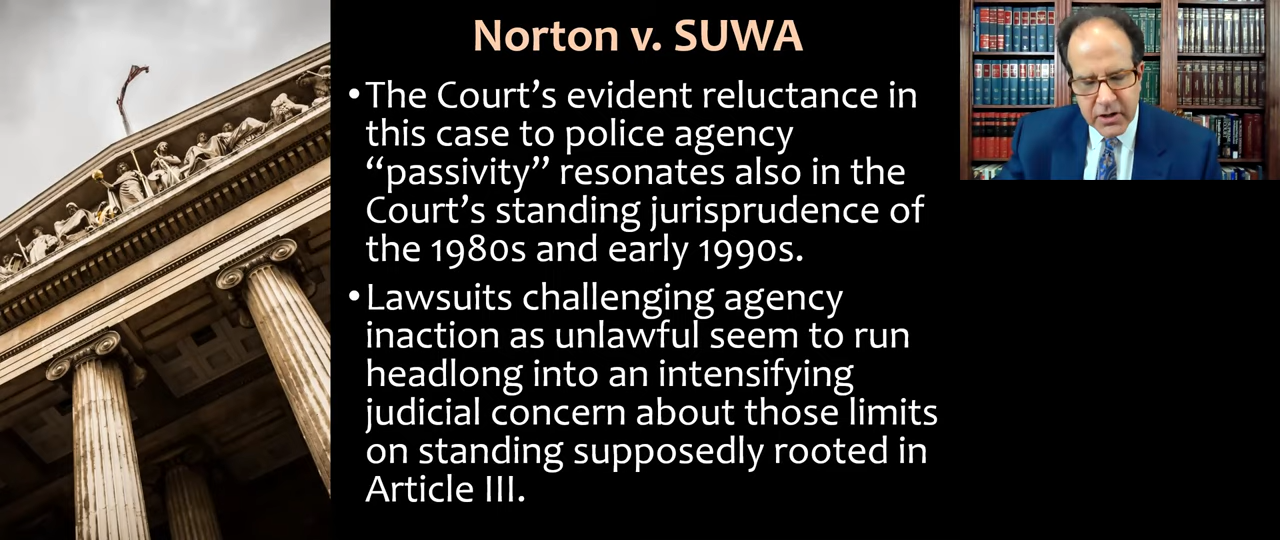 Norton v. SUWA
•The Court’s evident reluctance in
this case to police agency
“passivity” resonates also in the
Court’s standing jurisprudence of
the 1980s and early 1990s.
•Lawsuits challenging agency
inaction as unlawful seem to run
headlong into an intensifying
judicial concern about those limits
on standing supposedly rooted in
Article III.